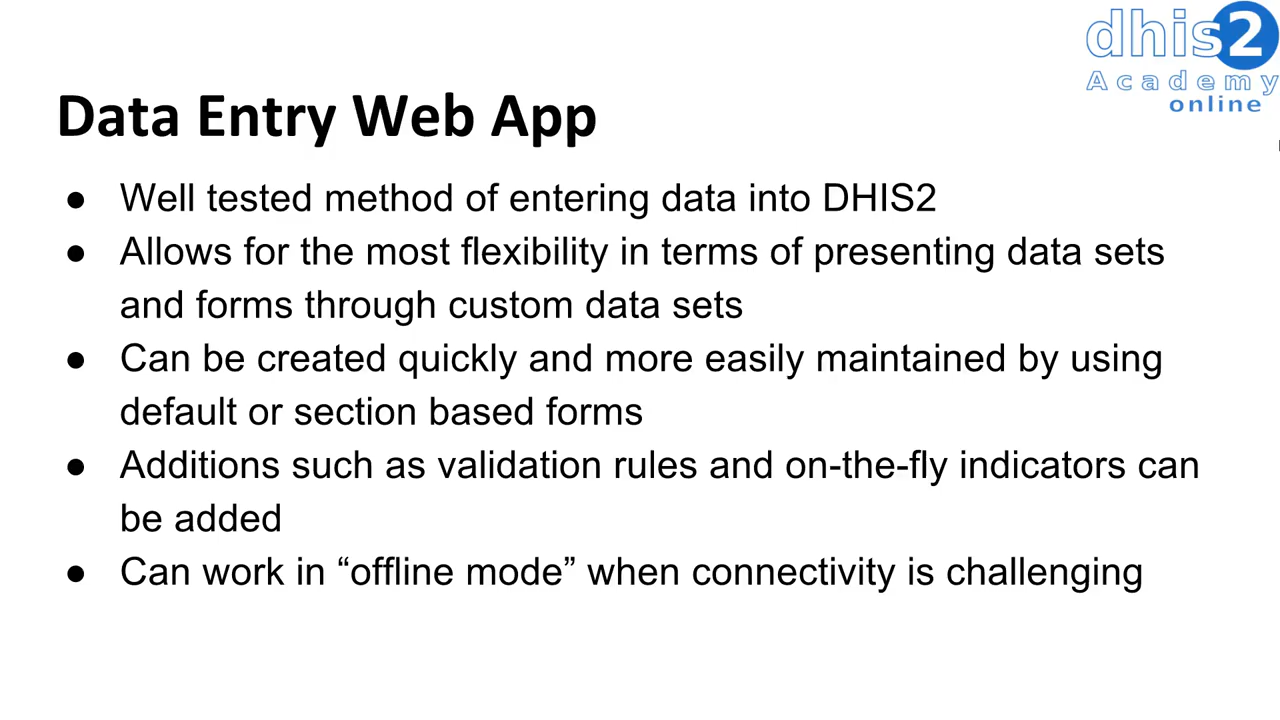 dhis2
Academy
online
Data Entry Web App
● Well tested method of entering data into DHIS2
● Allows for the most flexibility in terms of presenting data sets
and forms through custom data sets
● Can be created quickly and more easily maintained by using
default or section based forms
● Additions such as validation rules and on-the-fly indicators can
be added
● Can work in “offline mode” when connectivity is challenging